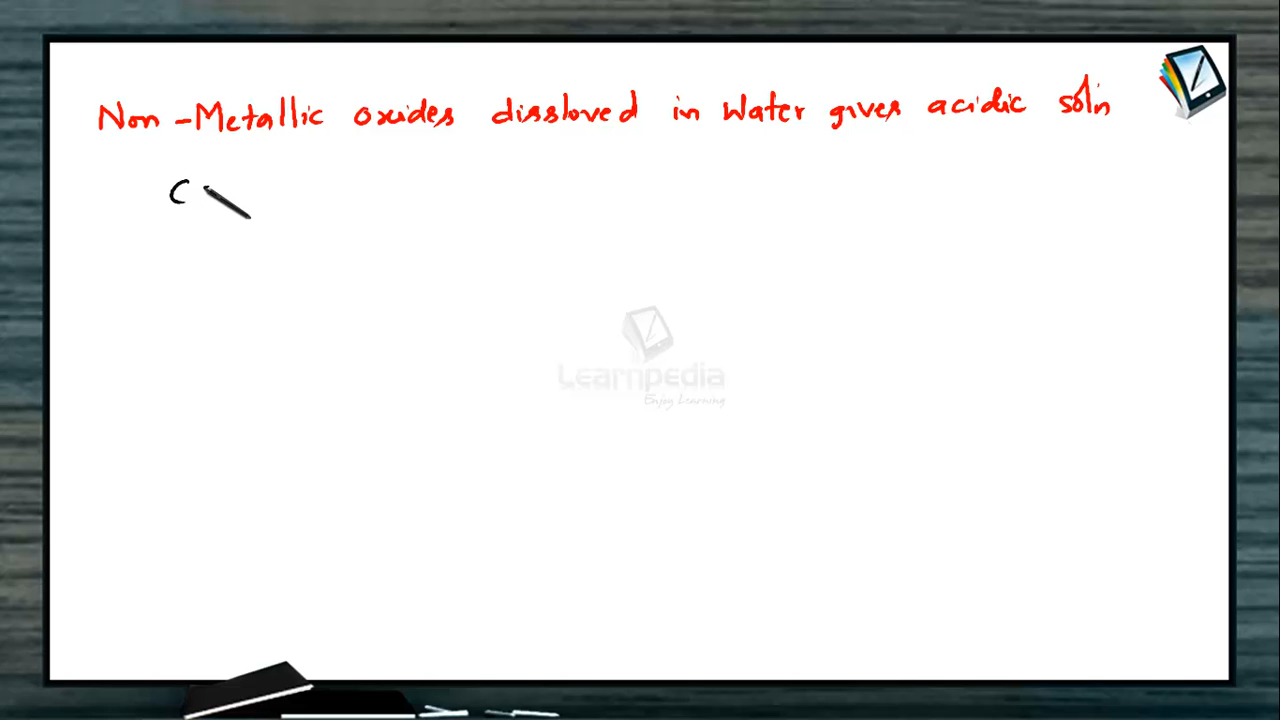 Non-Metallic oxides dissloved in Water gives acidic soln
C
Learnpedia
Enjoy Learning